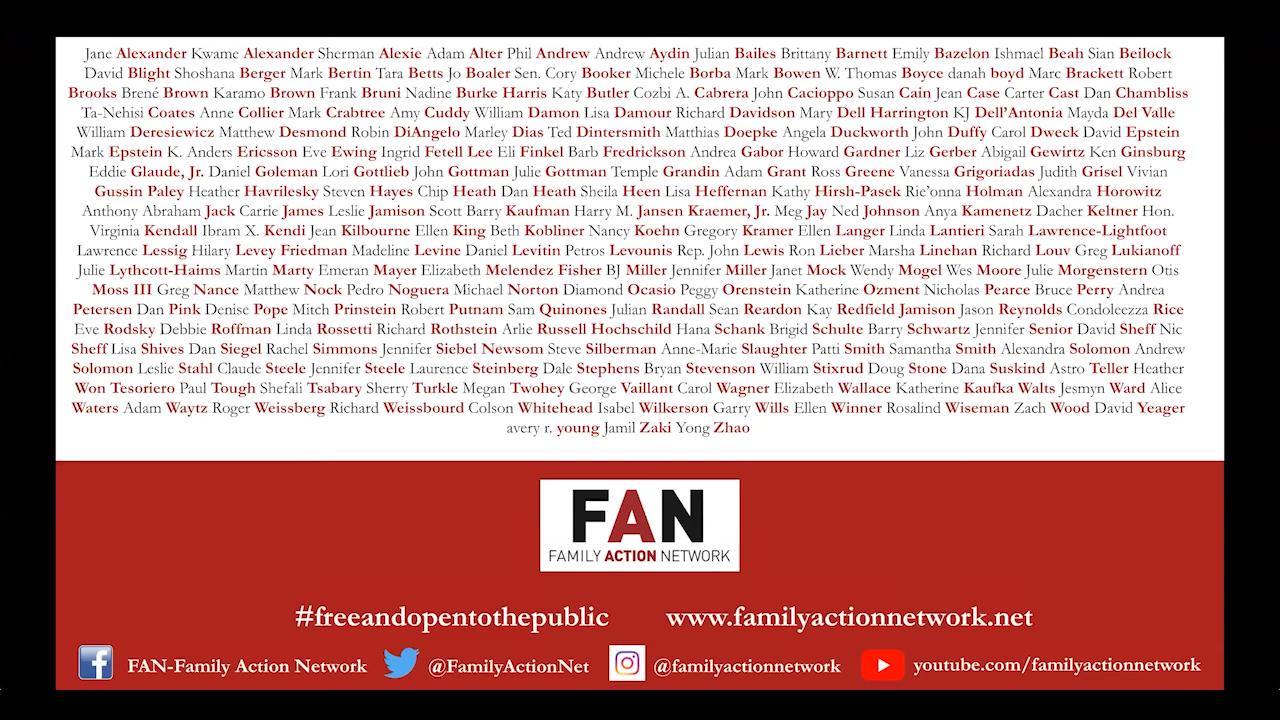 Jane Alexander Kwame Alexander Sherman Alexie Adam Alter Phil Andrew Andrew Aydin Julian Bailes Brittany Barnett Emily Bazelon Ishmael Beah Sian Beilock
David Blight Shoshana Berger Mark Bertin Tara Betts Jo Boaler Sen. Cory Booker Michele Borba Mark Bowen W. Thomas Boyce danah boyd Marc Brackett Robert
Brooks Brené Brown Karamo Brown Frank Bruni Nadine Burke Harris Katy Butler Cozbi A. Cabrera John Cacioppo Susan Cain Jean Case Carter Cast Dan Chambliss
Ta-Nehisi Coates Anne Collier Mark Crabtree Amy Cuddy William Damon Lisa Damour Richard Davidson Mary Dell Harrington KJ Dell'Antonia Mayda Del Valle
William Deresiewicz Matthew Desmond Robin DiAngelo Marley Dias Ted Dintersmith Matthias Doepke Angela Duckworth John Duffy Carol Dweck David Epstein
Mark Epstein K. Anders Ericsson Eve Ewing Ingrid Fetell Lee Eli Finkel Barb Fredrickson Andrea Gabor Howard Gardner Liz Gerber Abigail Gewirtz Ken Ginsburg
Eddie Glaude, Jr. Daniel Goleman Lori Gottlieb John Gottman Julie Gottman Temple Grandin Adam Grant Ross Greene Vanessa Grigoriadas Judith Grisel Vivian
Gussin Paley Heather Havrilesky Steven Hayes Chip Heath Dan Heath Sheila Heen Lisa Heffernan Kathy Hirsh-Pasek Rie'onna Holman Alexandra Horowitz
Anthony Abraham Jack Carrie James Leslie Jamison Scott Barry Kaufman Harry M. Jansen Kraemer, Jr. Meg Jay Ned Johnson Anya Kamenetz Dacher Keltner Hon.
Virginia Kendall Ibram X. Kendi Jean Kilbourne Ellen King Beth Kobliner Nancy Koehn Gregory Kramer Ellen Langer Linda Lantieri Sarah Lawrence-Lightfoot
Lawrence Lessig Hilary Levey Friedman Madeline Levine Daniel Levitin Petros Levounis Rep. John Lewis Ron Lieber Marsha Linehan Richard Louv Greg Lukianoff
Julie Lythcott-Haims Martin Marty Emeran Mayer Elizabeth Melendez Fisher BJ Miller Jennifer Miller Janet Mock Wendy Mogel Wes Moore Julie Morgenstern Otis
Moss III Greg Nance Matthew Nock Pedro Noguera Michael Norton Diamond Ocasio Peggy Orenstein Katherine Ozment Nicholas Pearce Bruce Perry Andrea
Petersen Dan Pink Denise Pope Mitch Prinstein Robert Putnam Sam Quinones Julian Randall Sean Reardon Kay Redfield Jamison Jason Reynolds Condoleezza Rice
Eve Rodsky Debbie Roffman Linda Rossetti Richard Rothstein Arlie Russell Hochschild Hana Schank Brigid Schulte Barry Schwartz Jennifer Senior David Sheff Nic
Sheff Lisa Shives Dan Siegel Rachel Simmons Jennifer Siebel Newsom Steve Silberman Anne-Marie Slaughter Patti Smith Samantha Smith Alexandra Solomon Andrew
Solomon Leslie Stahl Claude Steele Jennifer Steele Laurence Steinberg Dale Stephens Bryan Stevenson William Stixrud Doug Stone Dana Suskind Astro Teller Heather
Won Tesoriero Paul Tough Shefali Tsabary Sherry Turkle Megan Twohey George Vaillant Carol Wagner Elizabeth Wallace Katherine Kaufka Walts Jesmyn Ward Alice
Waters Adam Waytz Roger Weissberg Richard Weissbourd Colson Whitehead Isabel Wilkerson Garry Wills Ellen Winner Rosalind Wiseman Zach Wood David Yeager
avery r. young Jamil Zaki Yong Zhao
FAN
FAMILY ACTION NETWORK
#freeandopentothepublic www.familyactionnetwork.net
FAN-Family Action Network @FamilyActionNet @familyactionnetwork youtube.com/familyactionnetwork